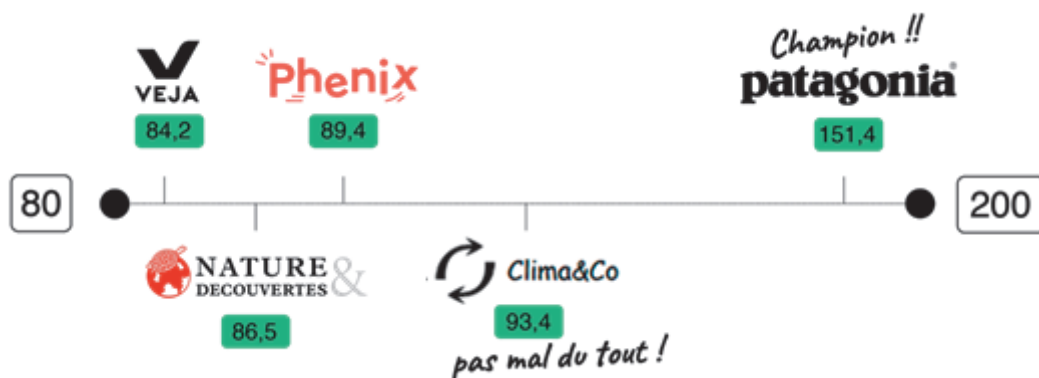 Champion !!
VEJA
Phenix
patagonia®
84,2
89,4
151,4
80
200
NATURE &
DECOUVERTES
Clima&Co
86,5
93,4
pas mal du tout !